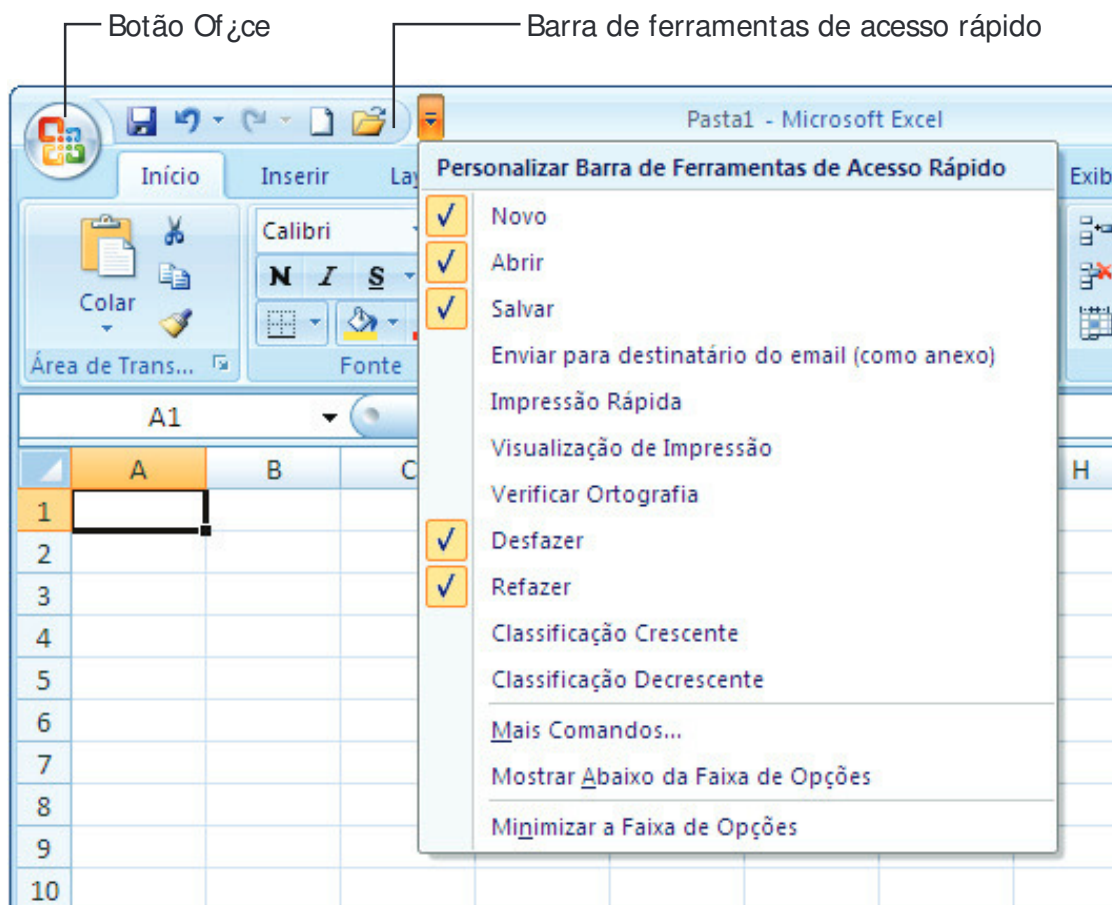 Botão Of¿ce
Barra de ferramentas de acesso rápido
Pasta1 - Microsoft Excel
Início Inserir La Exib
Personalizar Barra de Ferramentas de Acesso Rápido
Novo
Abrir
Salvar
Enviar para destinatário do email (como anexo)
Impressão Rápida
Visualização de Impressão
Verificar Ortografia
Desfazer
Refazer
Classificação Crescente
Classificação Decrescente
Mais Comandos...
Mostrar Abaixo da Faixa de Opções
Minimizar a Faixa de Opções
Colar
Calibri
N I S
Área de Trans... Fonte
A1
A B C H
1
2
3
4
5
6
7
8
9
10